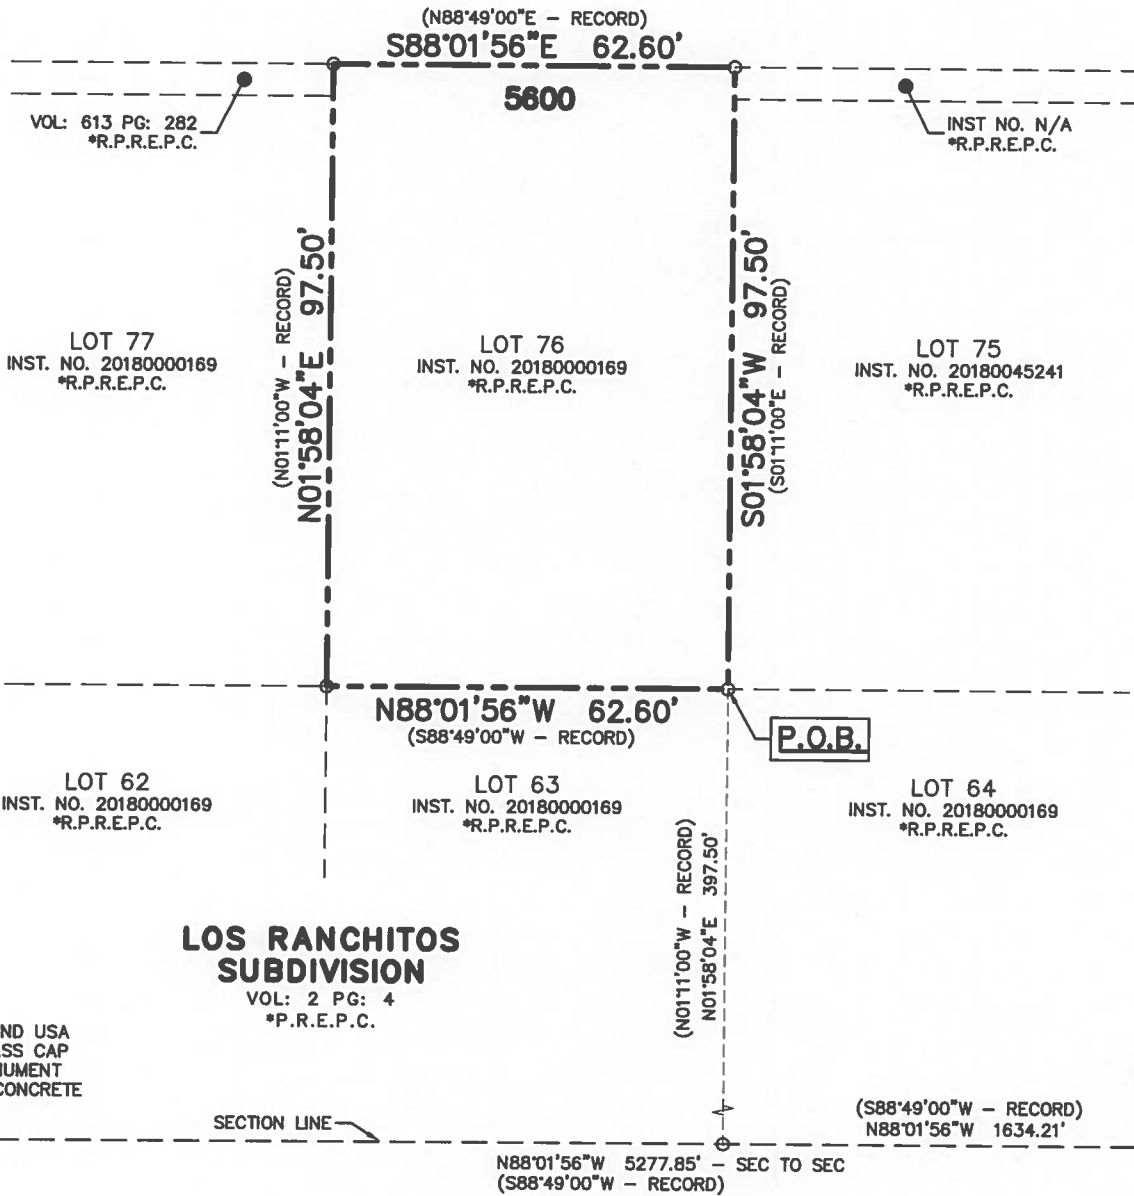 (N88°49'00"E - RECORD)
S88°01'56"E 62.60'
5600
VOL: 613 PG: 282
*R.P.R.E.P.C.
INST NO. N/A
*R.P.R.E.P.C.
(N01°11'00"W - RECORD)
N01°58'04"E 97.50'
S01°58'04"W 97.50'
(S01°11'00"E - RECORD)
LOT 77
INST. NO. 20180000169
*R.P.R.E.P.C.
LOT 76
INST. NO. 20180000169
*R.P.R.E.P.C.
LOT 75
INST. NO. 20180045241
*R.P.R.E.P.C.
N88°01'56"W 62.60'
(S88°49'00"W - RECORD)
P.O.B.
LOT 62
INST. NO. 20180000169
*R.P.R.E.P.C.
LOT 63
INST. NO. 20180000169
*R.P.R.E.P.C.
LOT 64
INST. NO. 20180000169
*R.P.R.E.P.C.
(N01°11'00"W - RECORD)
N01°58'04"E 397.50'
LOS RANCHITOS
SUBDIVISION
VOL: 2 PG: 4
*P.R.E.P.C.
ND USA
SS CAP
NUMENT
CONCRETE
SECTION LINE
(S88°49'00"W - RECORD)
N88°01'56"W 1634.21'
N88°01'56"W 5277.85' - SEC TO SEC
(S88°49'00"W - RECORD)